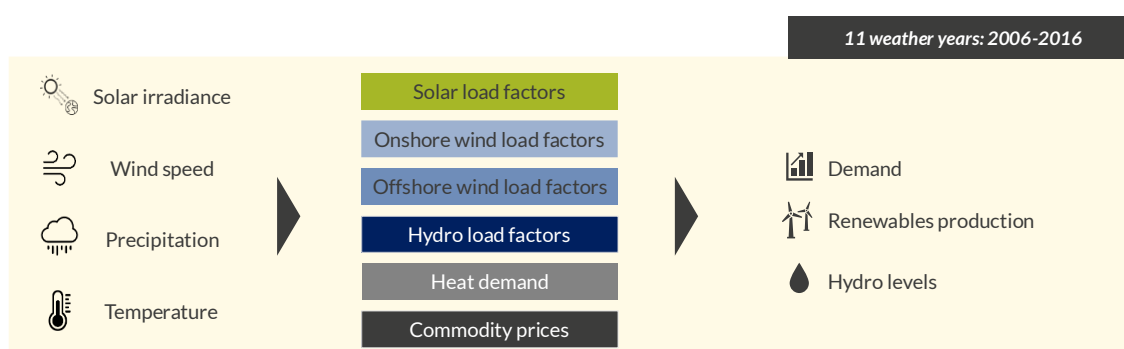 11 weather years: 2006-2016
Solar irradiance
Wind speed
Precipitation
Temperature
Solar load factors
Onshore wind load factors
Offshore wind load factors
Hydro load factors
Heat demand
Commodity prices
Demand
Renewables production
Hydro levels